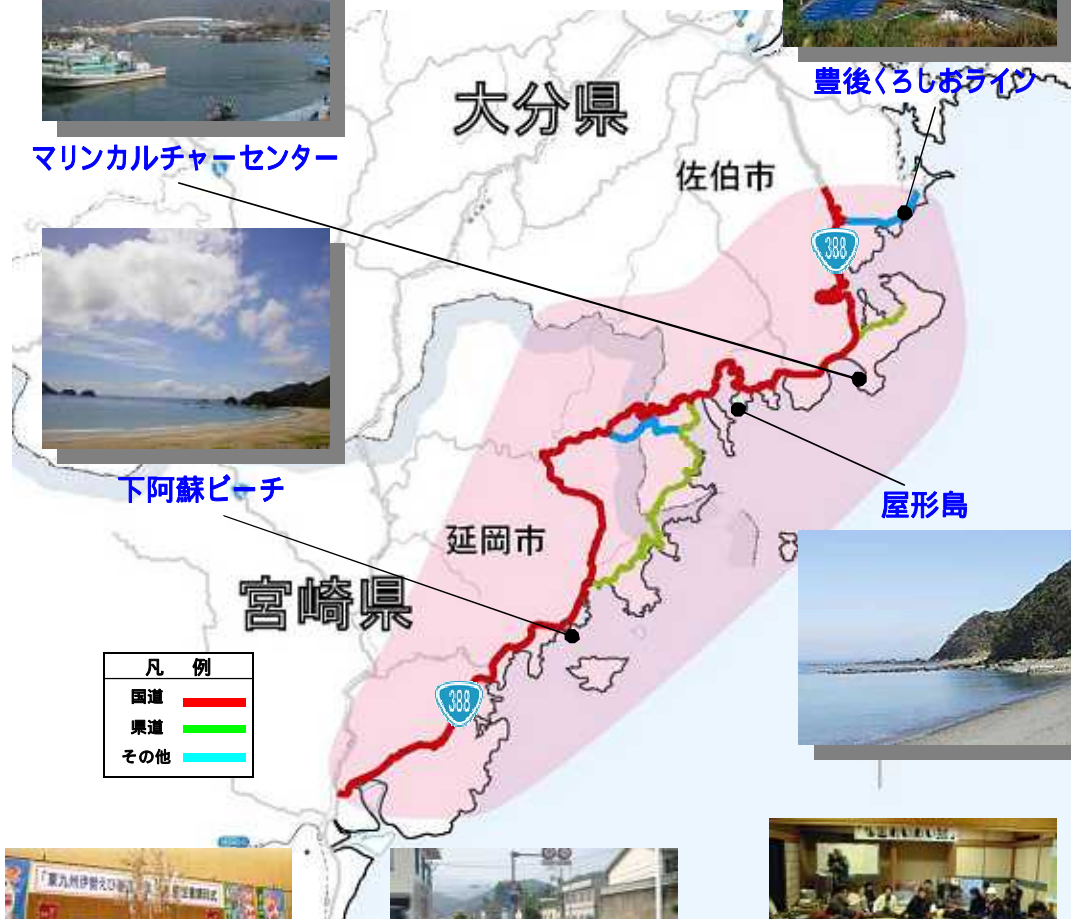 豊後くろしおライン
大分県
マリンカルチャーセンター
佐伯市
388
下阿蘇ビーチ
屋形島
延岡市
宮崎県
凡 例
国道
県道
その他
388